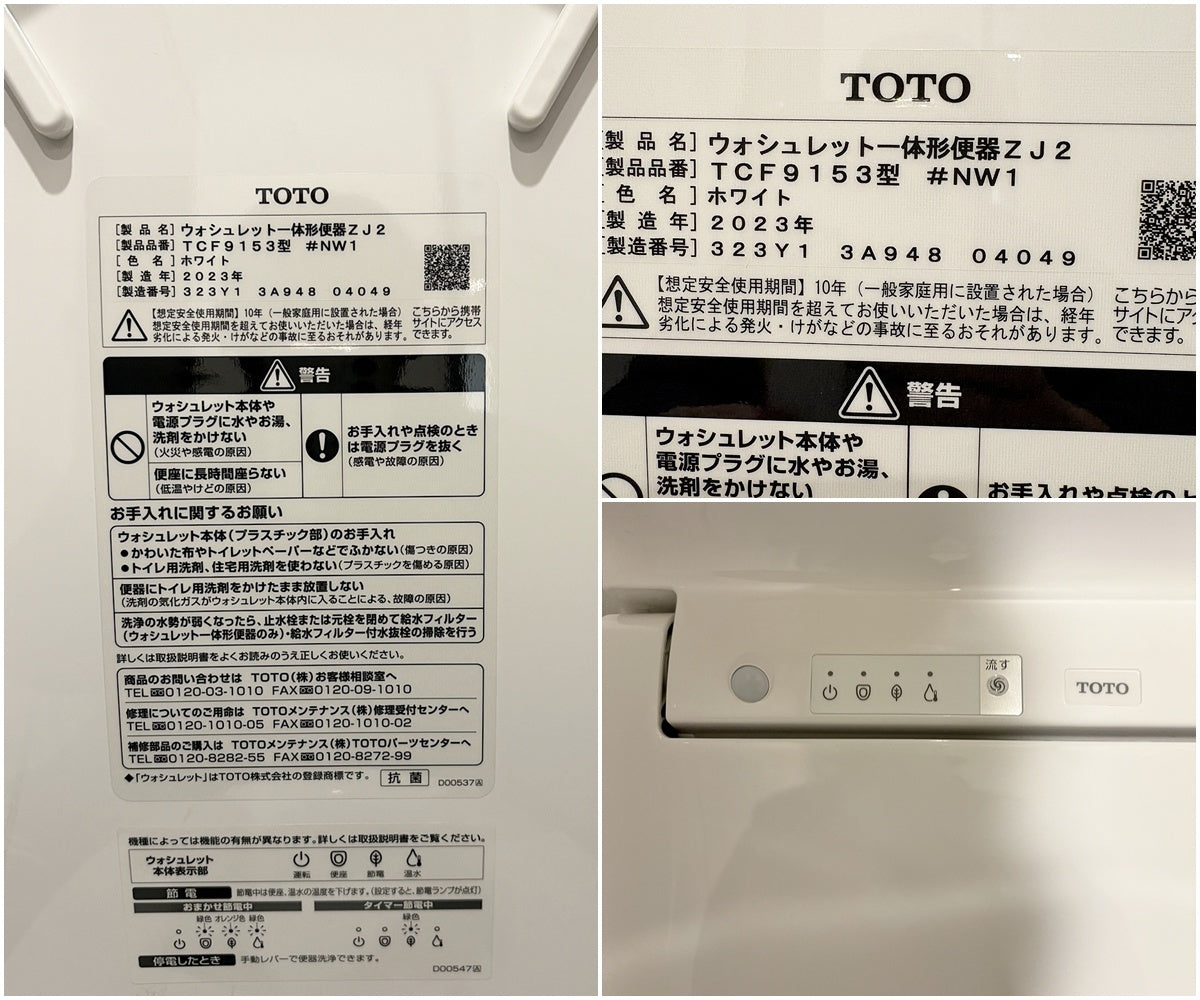 TOTO
[製品名] ウォシュレット一体形便器ZJ2
[製品品番] TCF9153型 #NW1
[色名] ホワイト
[製造年] 2023年
[製造番号] 323Y1 3A948 04049
【想定安全使用期間】10年（一般家庭用に設置された場合）
想定安全使用期間を超えてお使いいただいた場合は、経年
劣化による発火・けがなどの事故に至るおそれがあります。
こちらから携帯
サイトにアクセス
できます。
警告
ウォシュレット本体や
電源プラグに水やお湯、
洗剤をかけない
(火災や感電の原因)
便座に長時間座らない
(低温やけどの原因)
お手入れや点検のとき
は電源プラグを抜く
(感電や故障の原因)
お手入れに関するお願い
ウォシュレット本体(プラスチック部)のお手入れ
●かわいた布やトイレットペーパーなどでふかない(傷つきの原因)
●トイレ用洗剤、住宅用洗剤を使わない(プラスチックを傷める原因)
便器にトイレ用洗剤をかけたまま放置しない
(洗剤の気化ガスがウォシュレット本体内に入ることによる、故障の原因)
洗浄の水勢が弱くなったら、止水栓または元栓を閉めて給水フィルター
(ウォシュレット一体形便器のみ)・給水フィルター付水抜栓の掃除を行う
詳しくは取扱説明書をよくお読みのうえ正しくお使いください。
商品のお問い合わせは TOTO(株)お客様相談室へ
TEL 0120-03-1010 FAX 0120-09-1010
修理についてのご用命は TOTOメンテナンス(株)修理受付センターへ
TEL 0120-1010-05 FAX 0120-1010-02
補修部品のご購入は TOTOメンテナンス(株)TOTOパーツセンターへ
TEL 0120-8282-55 FAX 0120-8272-99
◆「ウォシュレット」はTOTO株式会社の登録商標です。 抗菌 D00537A
機種によっては機能の有無が異なります。詳しくは取扱説明書をご覧ください。
ウォシュレット
本体表示部
運転 便座 節電 温水
節電 節電中は便座、温水の温度を下げます。(設定すると、節電ランプが点灯)
おまかせ節電中 タイマー節電中
緑色 オレンジ色 緑色 緑色
停電したとき 手動レバーで便器洗浄できます。
D00547A
TOTO
[製品名] ウォシュレット一体形便器ZJ2
[製品品番] TCF9153型 #NW1
[色名] ホワイト
[製造年] 2023年
[製造番号] 323Y1 3A948 04049
【想定安全使用期間】10年（一般家庭用に設置された場合）
想定安全使用期間を超えてお使いいただいた場合は、経年
劣化による発火・けがなどの事故に至るおそれがあります。
こちらから
サイトにアク
できます。
警告
ウォシュレット本体や
電源プラグに水やお湯、
洗剤をかけない
お手入れや点検のと
流す
TOTO